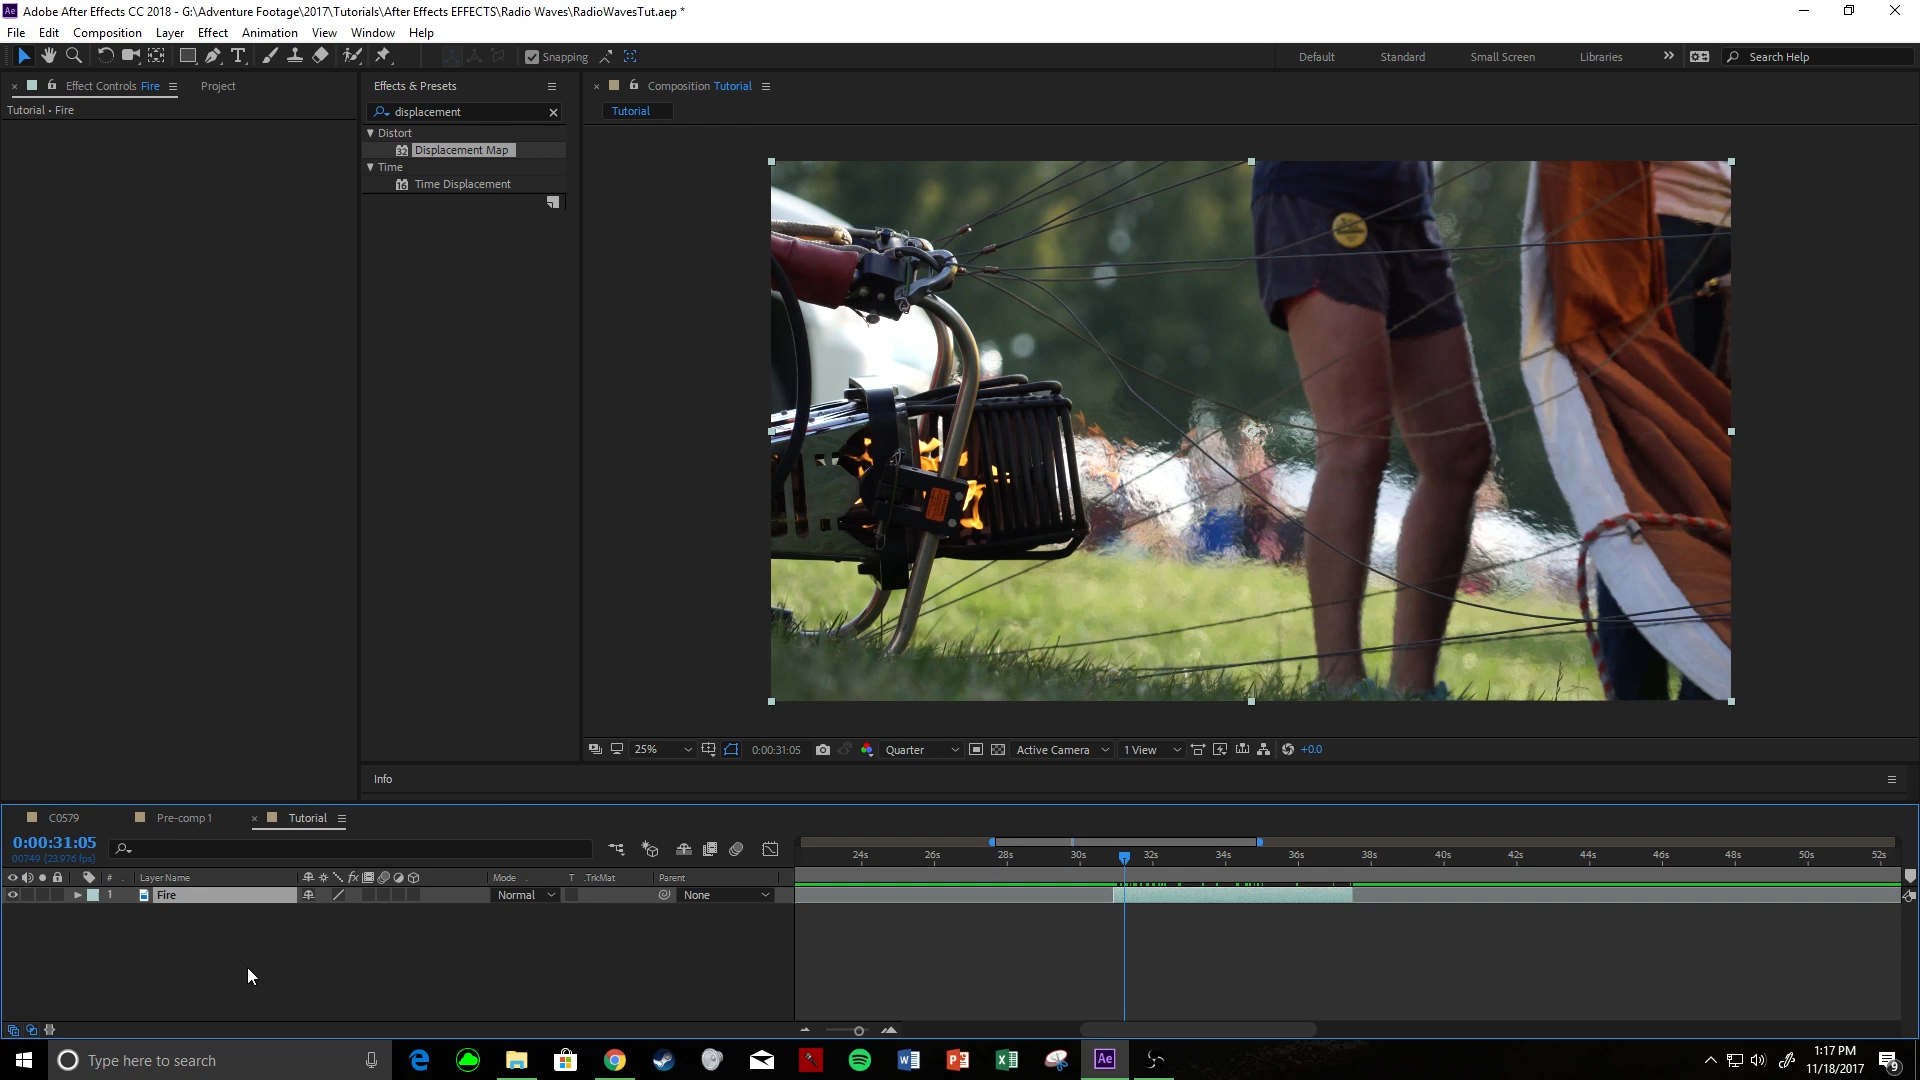 Ae Adobe After Effects CC 2018 - G:\Adventure Footage\2017\Tutorials\After Effects EFFECTS\Radio Waves\RadioWavesTut.aep *
File Edit Composition Layer Effect Animation View Window Help
Snapping Default Standard Small Screen Libraries Search Help
Effect Controls Fire Project Effects & Presets Composition Tutorial
Tutorial • Fire displacement Tutorial
Distort
32 Displacement Map
Time
16 Time Displacement
25% 0:00:31:05 Quarter Active Camera 1 View +0.0
Info
C0579 Pre-comp 1 Tutorial
0:00:31:05
00749 (23.976 fps) 24s 26s 28s 30s 32s 34s 36s 38s 40s 42s 44s 46s 48s 50s 52s
# Layer Name Mode T .TrkMat Parent
1 Fire Normal None
Type here to search Ae 1:17 PM
11/18/2017 9